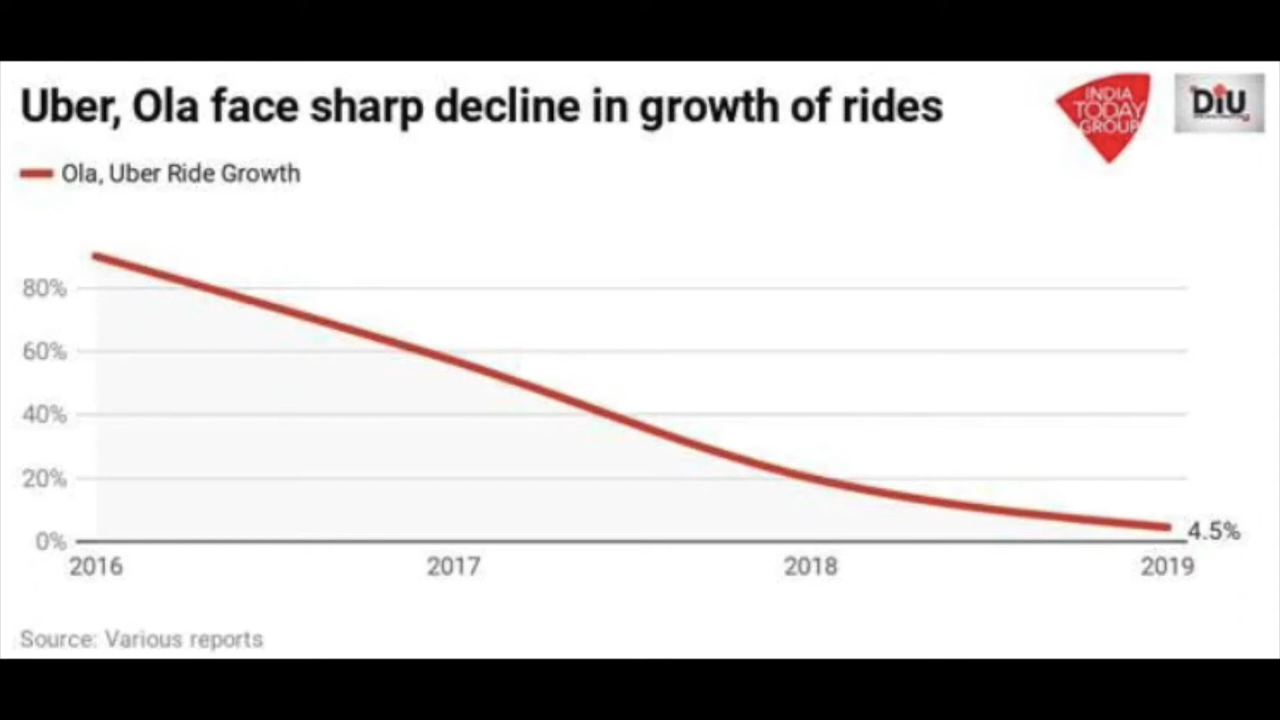 Uber, Ola face sharp decline in growth of rides
INDIA
TODAY
GROUP
DIU
Ola, Uber Ride Growth
80%
60%
40%
20%
0%
4.5%
2016 2017 2018 2019
Source: Various reports